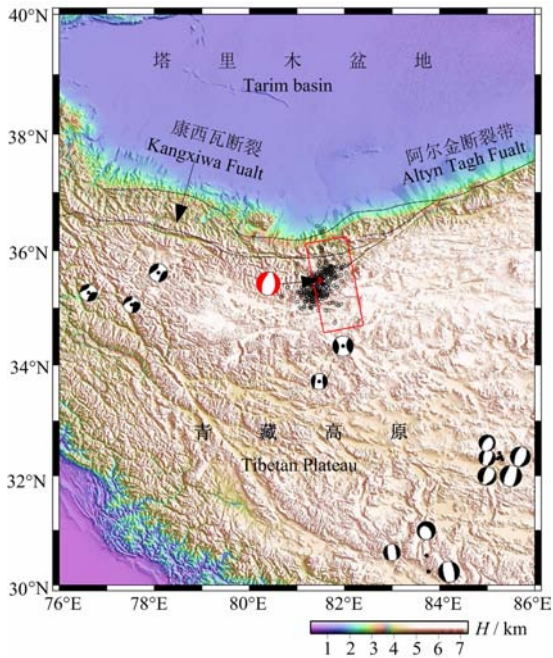 40°N
塔 里 木 盆 地
Tarim basin
38°N
康西瓦断裂
Kangxiwa Fualt
阿尔金断裂带
Altyn Tagh Fualt
36°N
34°N
青 藏 高 原
Tibetan Plateau
32°N
30°N
76°E 78°E 80°E 82°E 84°E 86°E
H / km
1 2 3 4 5 6 7